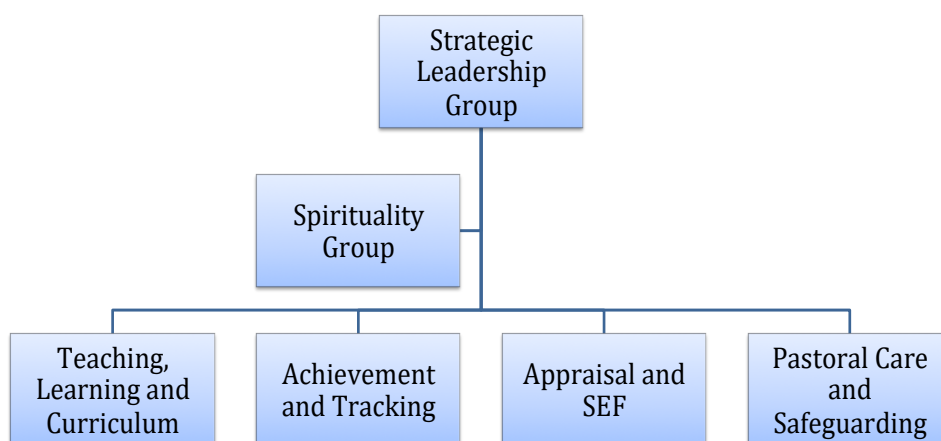 Strategic
Leadership
Group
Spirituality
Group
Teaching,
Learning and
Curriculum
Achievement
and Tracking
Appraisal and
SEF
Pastoral Care
and
Safeguarding